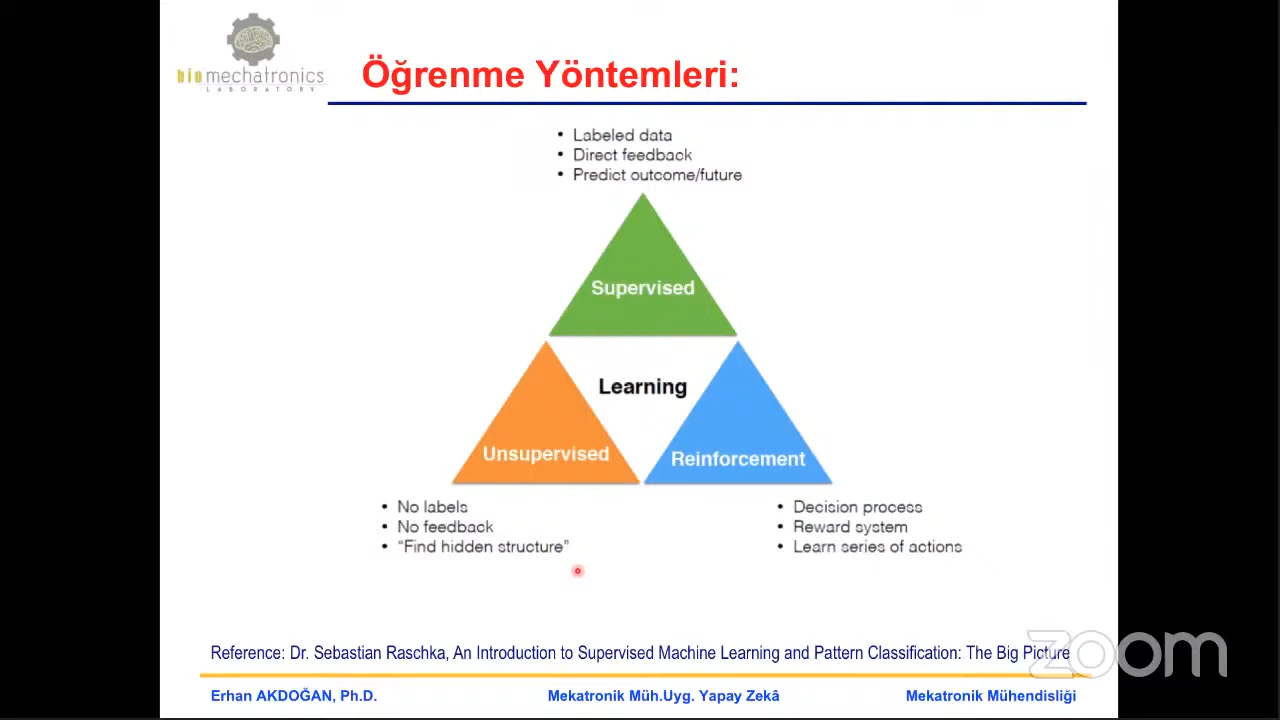 biomechatronics
LABORATORY
Öğrenme Yöntemleri:
• Labeled data
• Direct feedback
• Predict outcome/future
Supervised
Learning
Unsupervised
Reinforcement
• No labels
• No feedback
• “Find hidden structure”
• Decision process
• Reward system
• Learn series of actions
Reference: Dr. Sebastian Raschka, An Introduction to Supervised Machine Learning and Pattern Classification: The Big Picture
zoom
Erhan AKDOĞAN, Ph.D.
Mekatronik Müh.Uyg. Yapay Zekâ
Mekatronik Mühendisliği